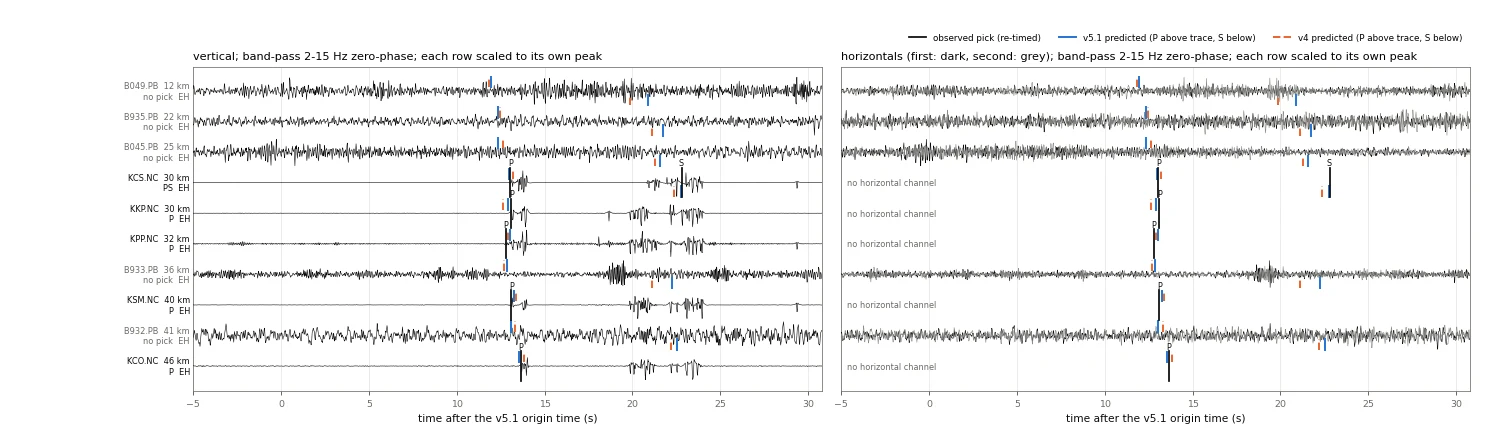 observed pick (re-timed)
v5.1 predicted (P above trace, S below)
v4 predicted (P above trace, S below)
vertical; band-pass 2-15 Hz zero-phase; each row scaled to its own peak
horizontals (first: dark, second: grey); band-pass 2-15 Hz zero-phase; each row scaled to its own peak
B049.PB 12 km
no pick EH
B935.PB 22 km
no pick EH
B045.PB 25 km
no pick EH
P
S
P
S
KCS.NC 30 km
PS EH
no horizontal channel
P
P
KKP.NC 30 km
P EH
no horizontal channel
P
P
KPP.NC 32 km
P EH
no horizontal channel
B933.PB 36 km
no pick EH
P
P
KSM.NC 40 km
P EH
no horizontal channel
B932.PB 41 km
no pick EH
P
P
KCO.NC 46 km
P EH
no horizontal channel
−5 0 5 10 15 20 25 30
−5 0 5 10 15 20 25 30
time after the v5.1 origin time (s)
time after the v5.1 origin time (s)